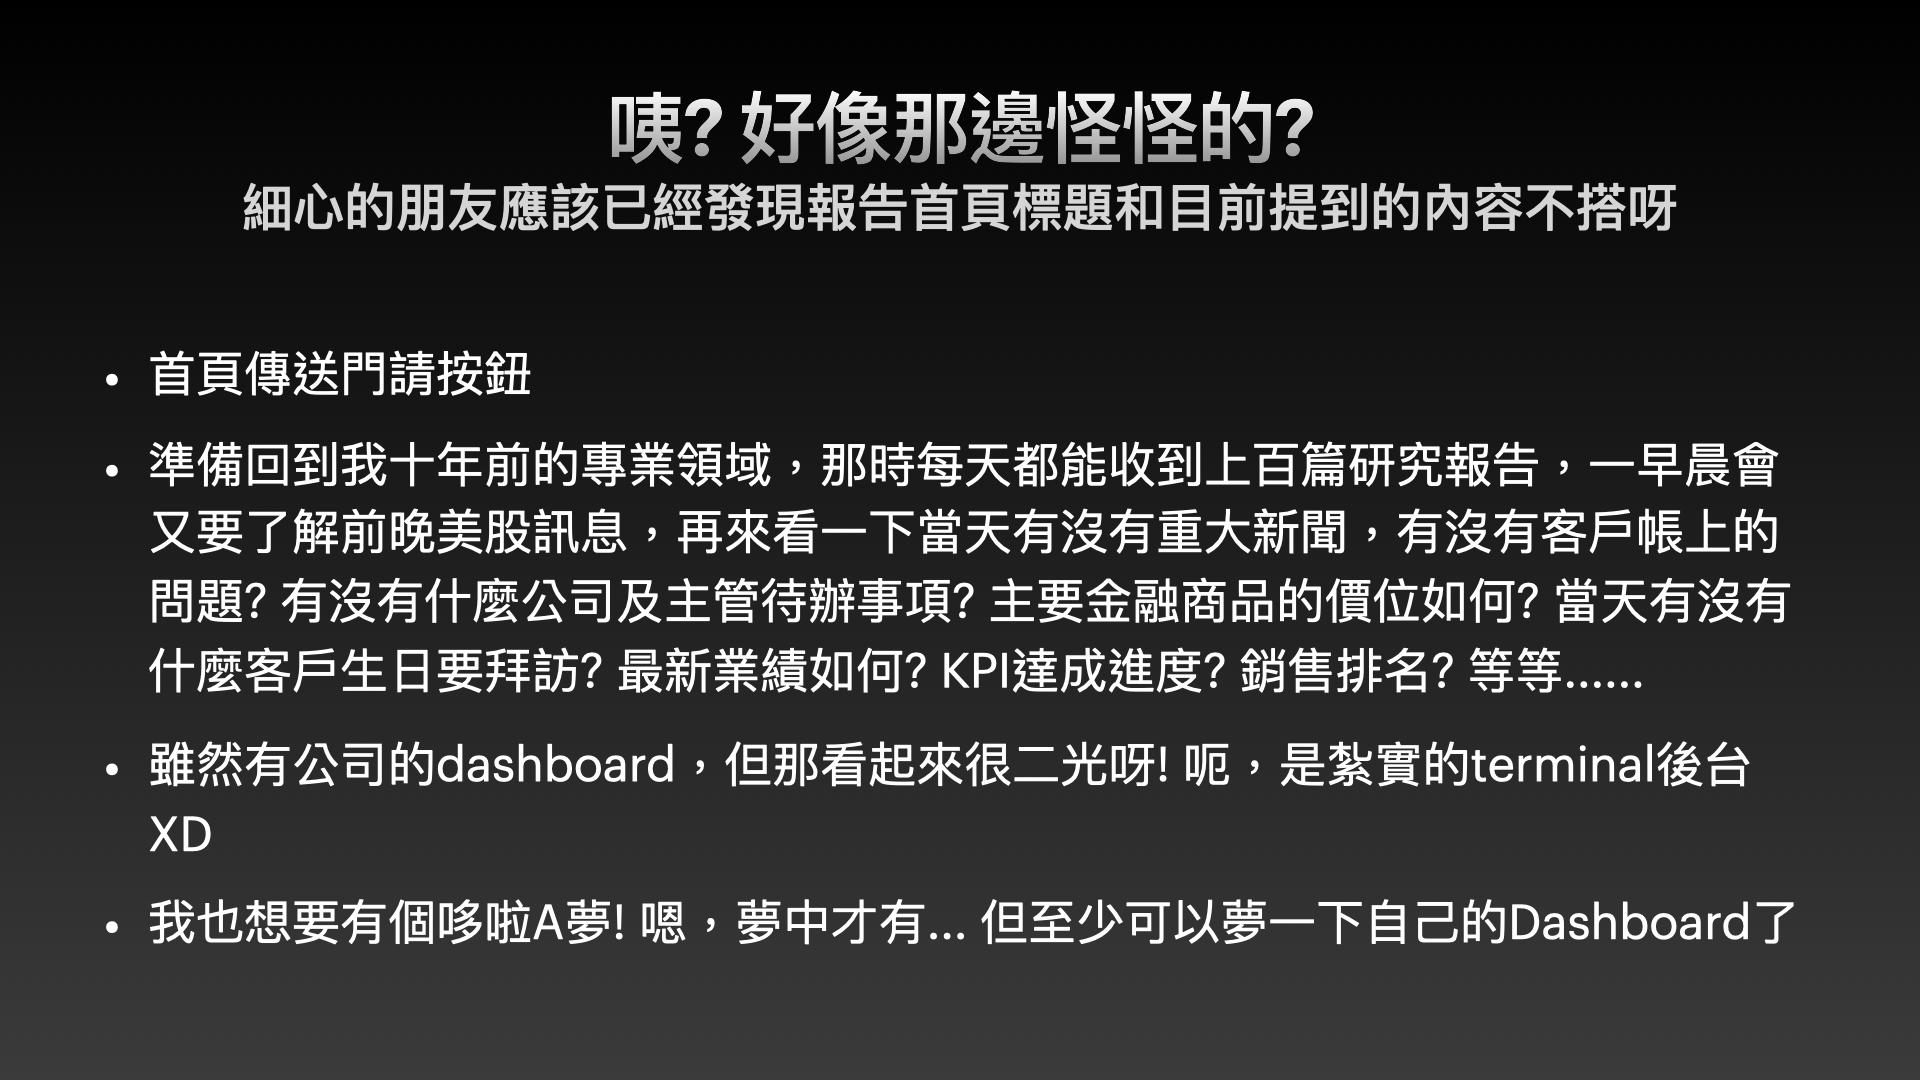 咦? 好像那邊怪怪的?
細心的朋友應該已經發現報告首頁標題和目前提到的內容不搭呀
• 首頁傳送門請按鈕
• 準備回到我十年前的專業領域，那時每天都能收到上百篇研究報告，一早晨會
又要了解前晚美股訊息，再來看一下當天有沒有重大新聞，有沒有客戶帳上的
問題? 有沒有什麼公司及主管待辦事項? 主要金融商品的價位如何? 當天有沒有
什麼客戶生日要拜訪? 最新業績如何? KPI達成進度? 銷售排名? 等等......
• 雖然有公司的dashboard，但那看起來很二光呀! 呃，是紮實的terminal後台
XD
• 我也想要有個哆啦A夢! 嗯，夢中才有... 但至少可以夢一下自己的Dashboard了